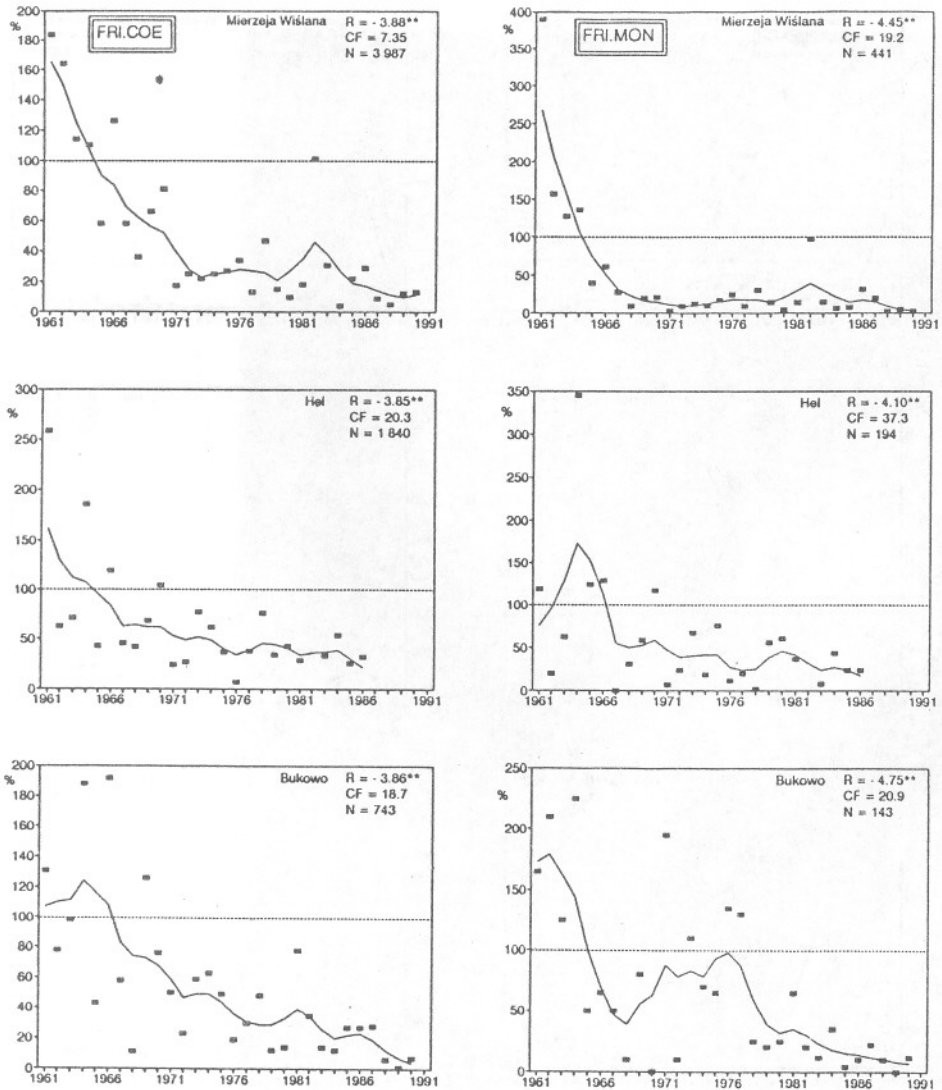 FRI.COE
Mierzeja Wiślana
R = - 3.88**
CF = 7.35
N = 3 987
%
200
180
160
140
120
100
80
60
40
20
0
1961 1966 1971 1976 1981 1986 1991
FRI.MON
Mierzeja Wiślana
R = - 4.45**
CF = 19.2
N = 441
%
400
350
300
250
200
150
100
50
0
1961 1966 1971 1976 1981 1986 1991
Hel
R = - 3.85**
CF = 20.3
N = 1 840
%
300
250
200
150
100
50
0
1961 1966 1971 1976 1981 1986 1991
Hel
R = - 4.10**
CF = 37.3
N = 194
%
350
300
250
200
150
100
50
0
1961 1966 1971 1976 1981 1986 1991
Bukowo
R = - 3.86**
CF = 18.7
N = 743
%
200
180
160
140
120
100
80
60
40
20
0
1961 1966 1971 1976 1981 1986 1991
Bukowo
R = - 4.75**
CF = 20.9
N = 143
%
250
200
150
100
50
0
1961 1966 1971 1976 1981 1986 1991